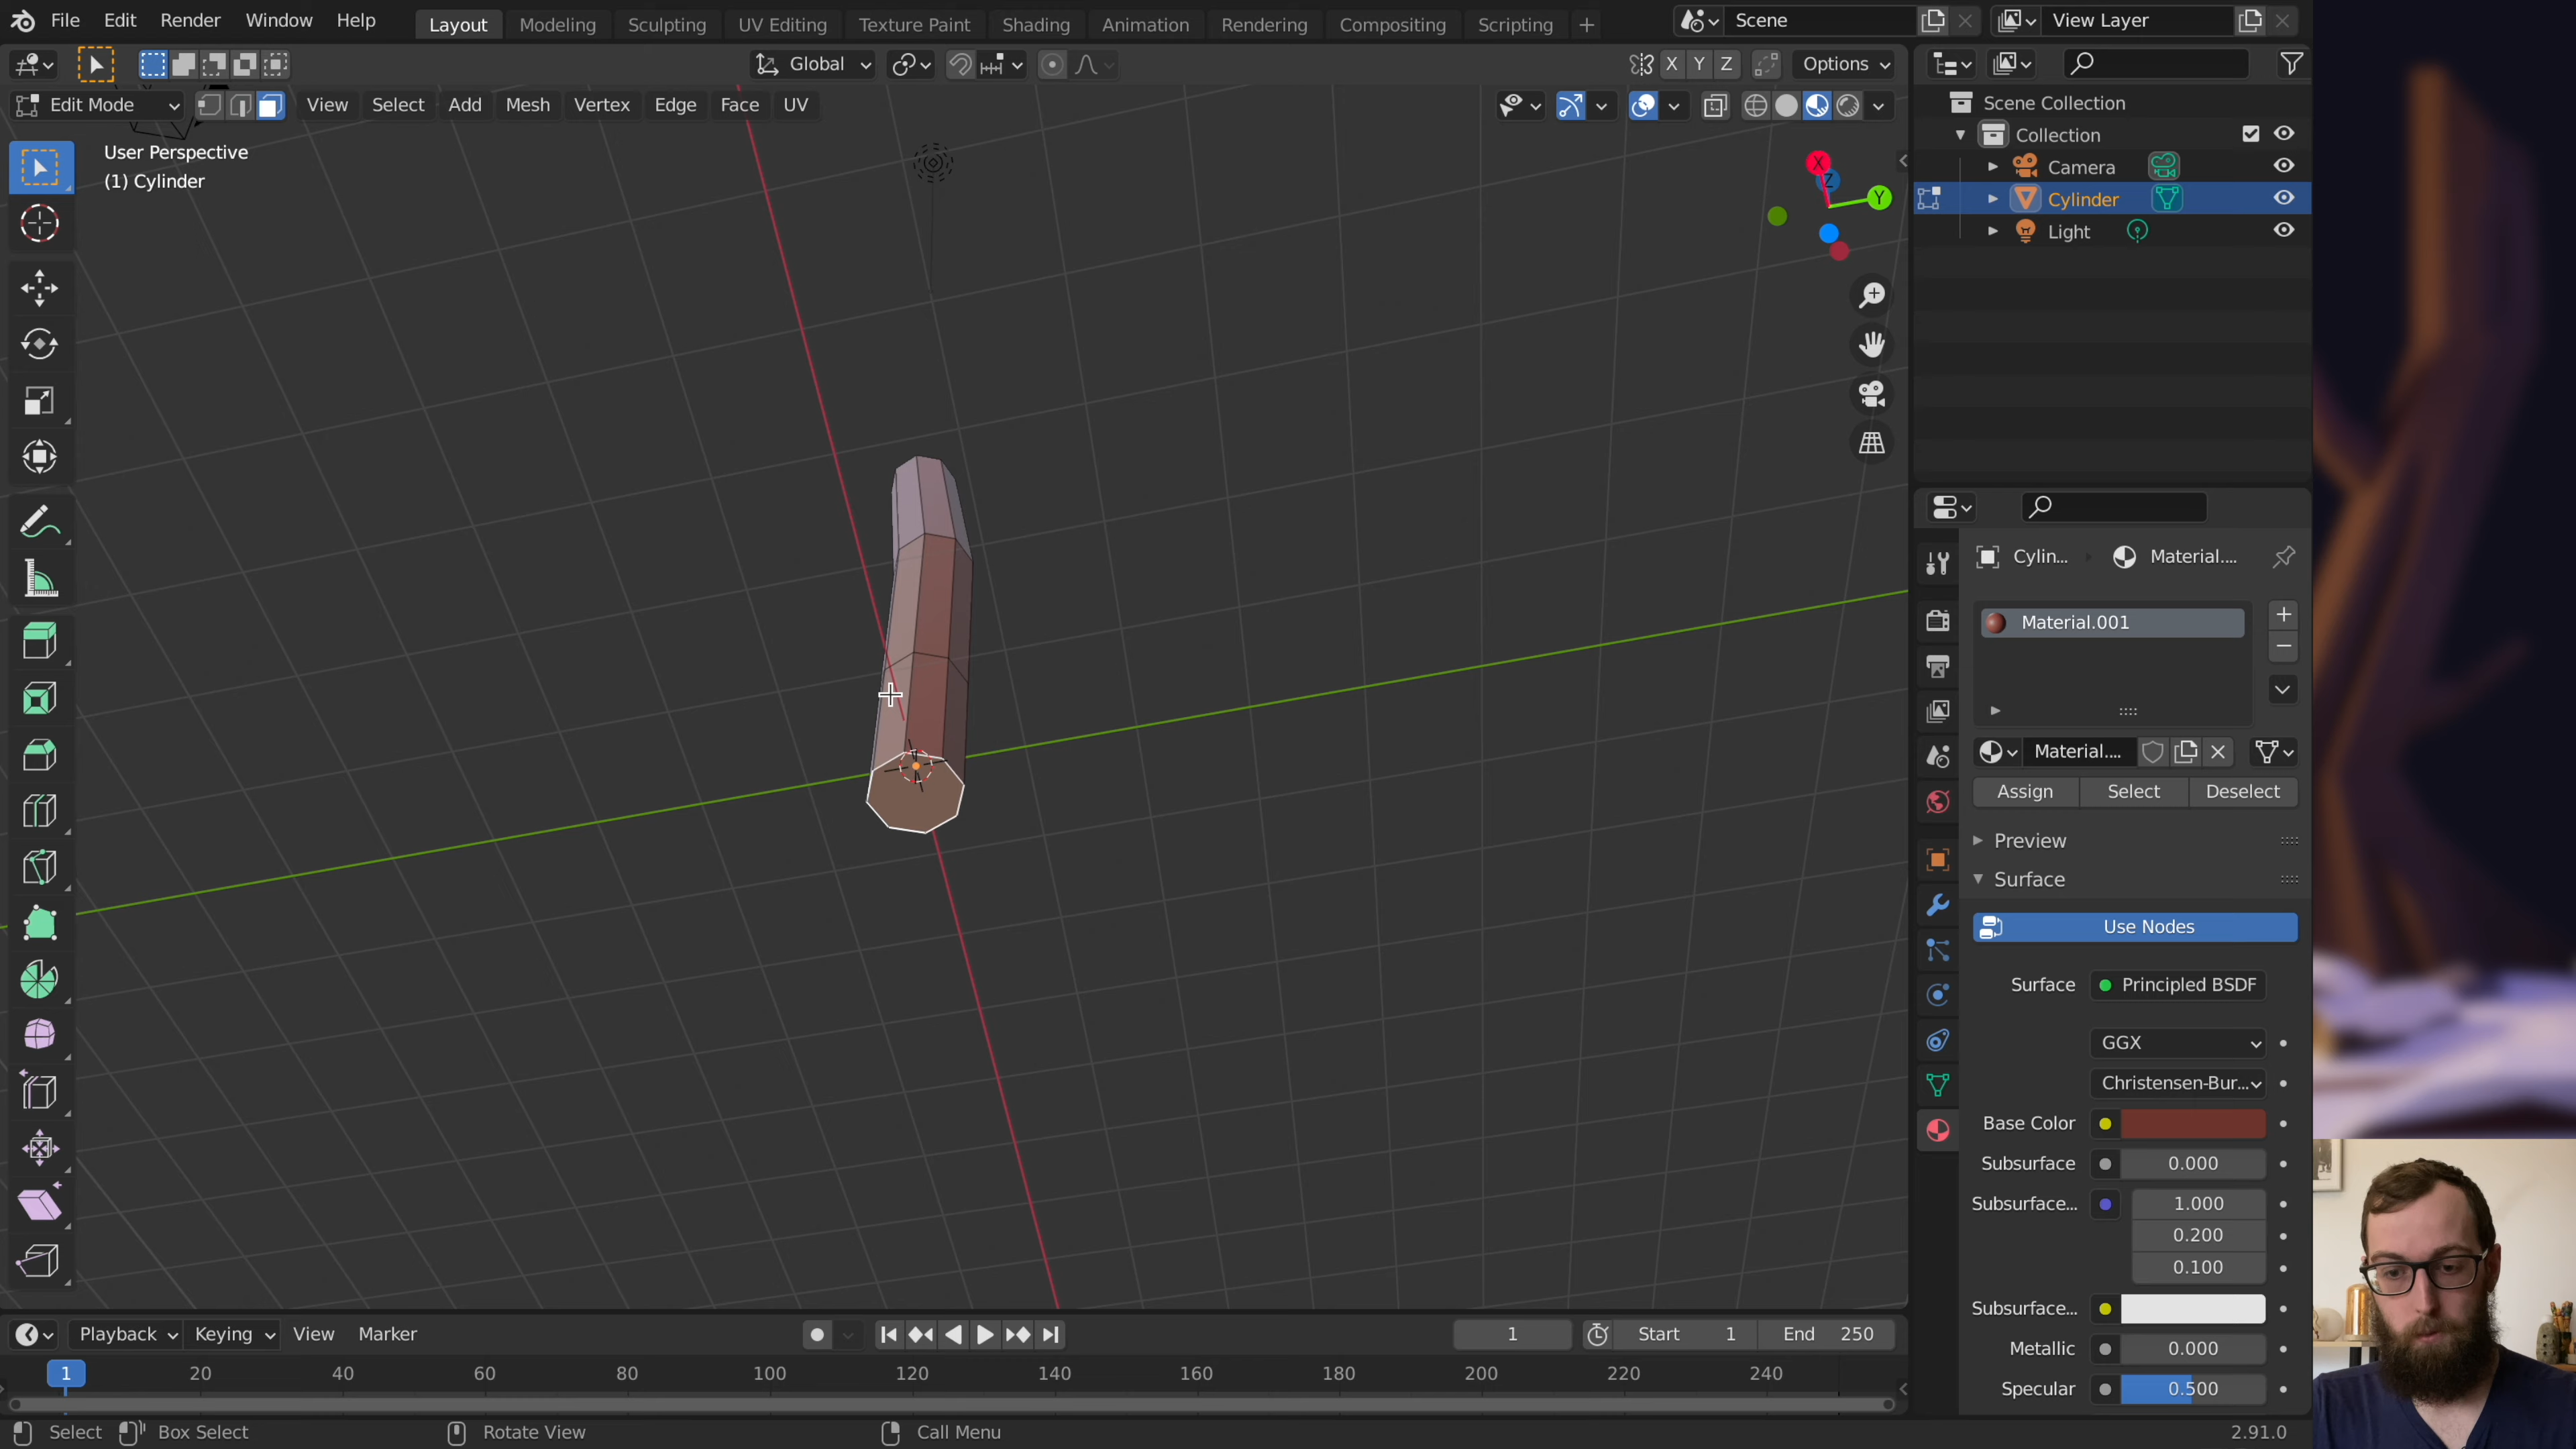 File Edit Render Window Help Layout Modeling Sculpting UV Editing Texture Paint Shading Animation Rendering Compositing Scripting + Scene View Layer
Global X Y Z Options
Edit Mode View Select Add Mesh Vertex Edge Face UV
User Perspective
(1) Cylinder
X
Z
Y
Scene Collection
Collection
Camera
Cylinder
Light
Cylin... Material....
Material.001
Material....
Assign Select Deselect
Preview
Surface
Use Nodes
Surface Principled BSDF
GGX
Christensen-Bur...
Base Color
Subsurface 0.000
Subsurface... 1.000
0.200
0.100
Subsurface...
Metallic 0.000
Specular 0.500
Playback Keying View Marker 1 Start 1 End 250
1 20 40 60 80 100 120 140 160 180 200 220 240
Select Box Select Rotate View Call Menu 2.91.0